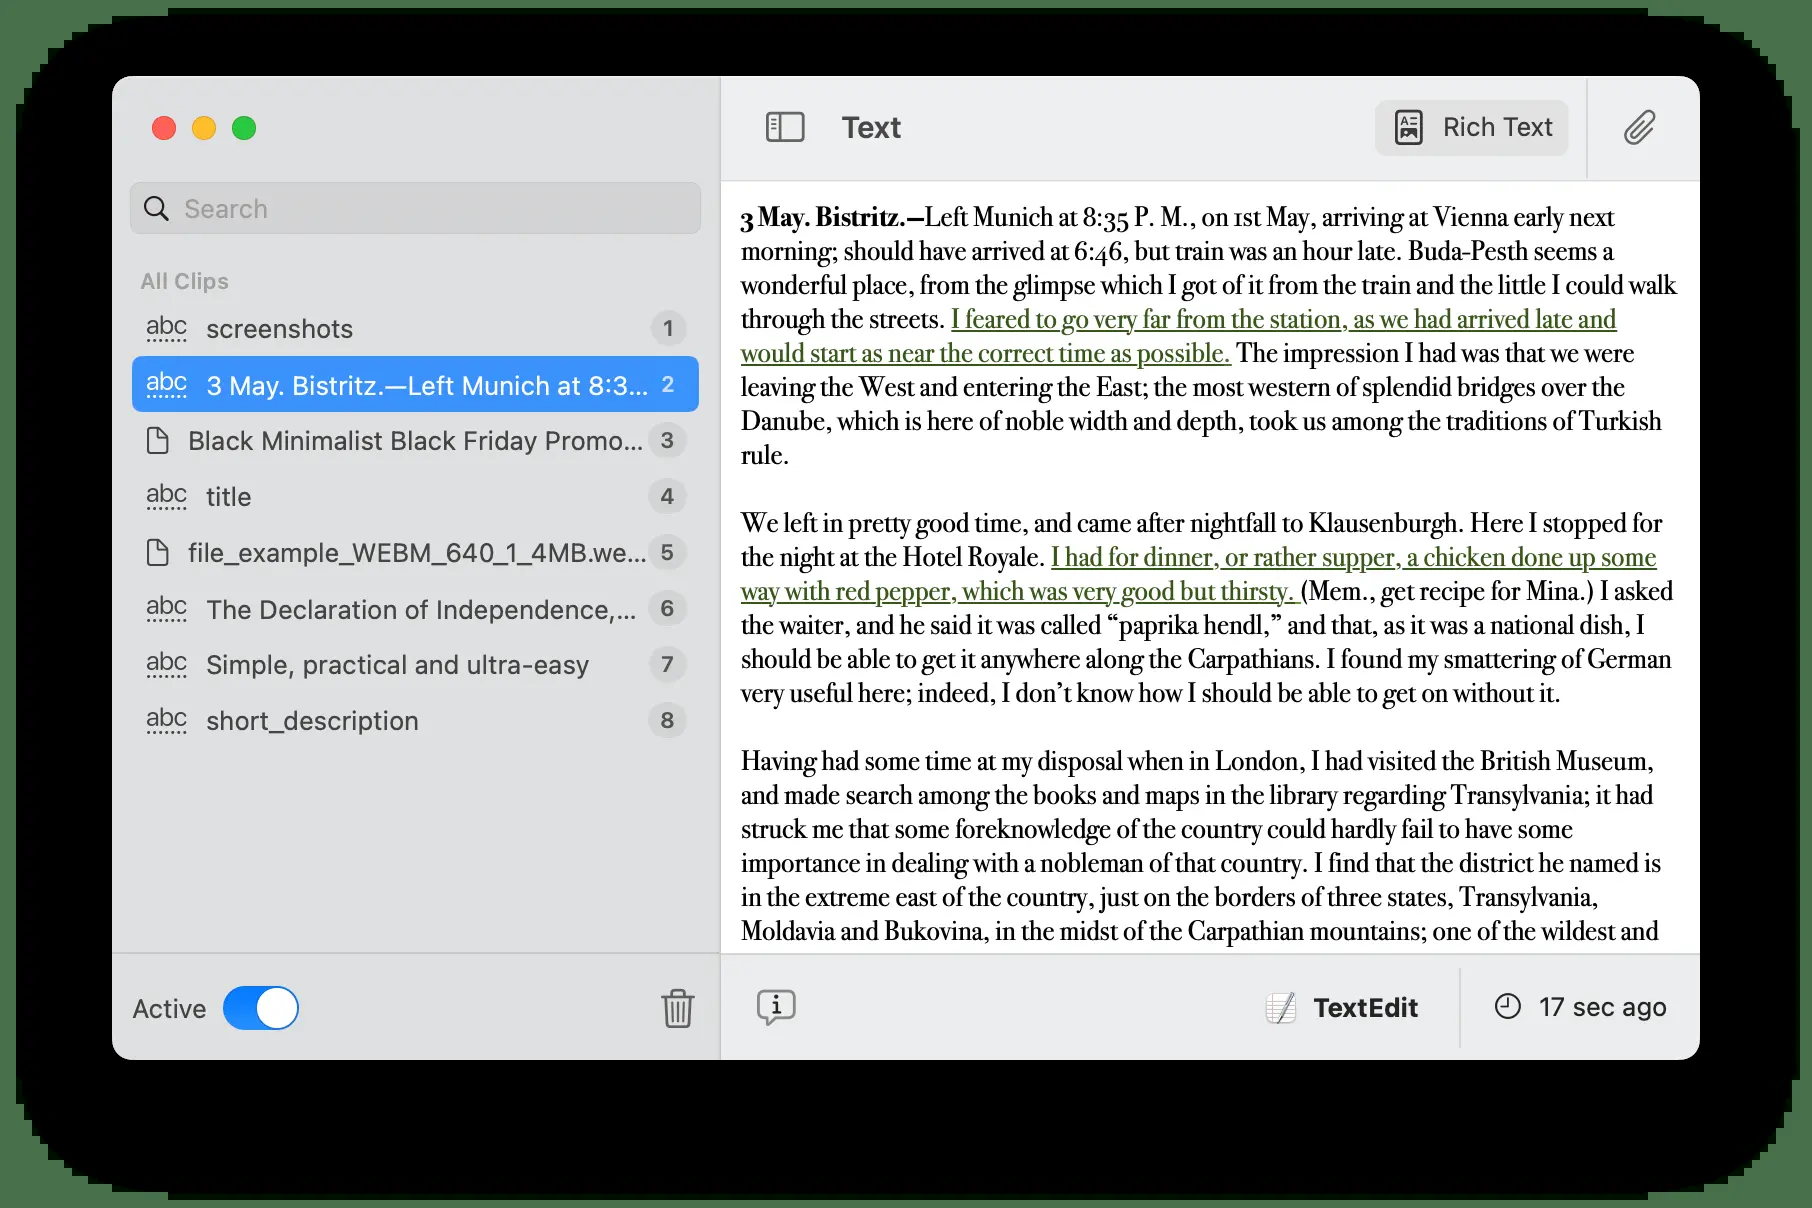 Search
All Clips
abc screenshots 1
abc 3 May. Bistritz.—Left Munich at 8:3... 2
Black Minimalist Black Friday Promo... 3
abc title 4
file_example_WEBM_640_1_4MB.we... 5
abc The Declaration of Independence,... 6
abc Simple, practical and ultra-easy 7
abc short_description 8
Active
Text
Rich Text
3 May. Bistritz.—Left Munich at 8:35 P. M., on 1st May, arriving at Vienna early next
morning; should have arrived at 6:46, but train was an hour late. Buda-Pesth seems a
wonderful place, from the glimpse which I got of it from the train and the little I could walk
through the streets. I feared to go very far from the station, as we had arrived late and
would start as near the correct time as possible. The impression I had was that we were
leaving the West and entering the East; the most western of splendid bridges over the
Danube, which is here of noble width and depth, took us among the traditions of Turkish
rule.
We left in pretty good time, and came after nightfall to Klausenburgh. Here I stopped for
the night at the Hotel Royale. I had for dinner, or rather supper, a chicken done up some
way with red pepper, which was very good but thirsty. (Mem., get recipe for Mina.) I asked
the waiter, and he said it was called “paprika hendl,” and that, as it was a national dish, I
should be able to get it anywhere along the Carpathians. I found my smattering of German
very useful here; indeed, I don’t know how I should be able to get on without it.
Having had some time at my disposal when in London, I had visited the British Museum,
and made search among the books and maps in the library regarding Transylvania; it had
struck me that some foreknowledge of the country could hardly fail to have some
importance in dealing with a nobleman of that country. I find that the district he named is
in the extreme east of the country, just on the borders of three states, Transylvania,
Moldavia and Bukovina, in the midst of the Carpathian mountains; one of the wildest and
TextEdit
17 sec ago